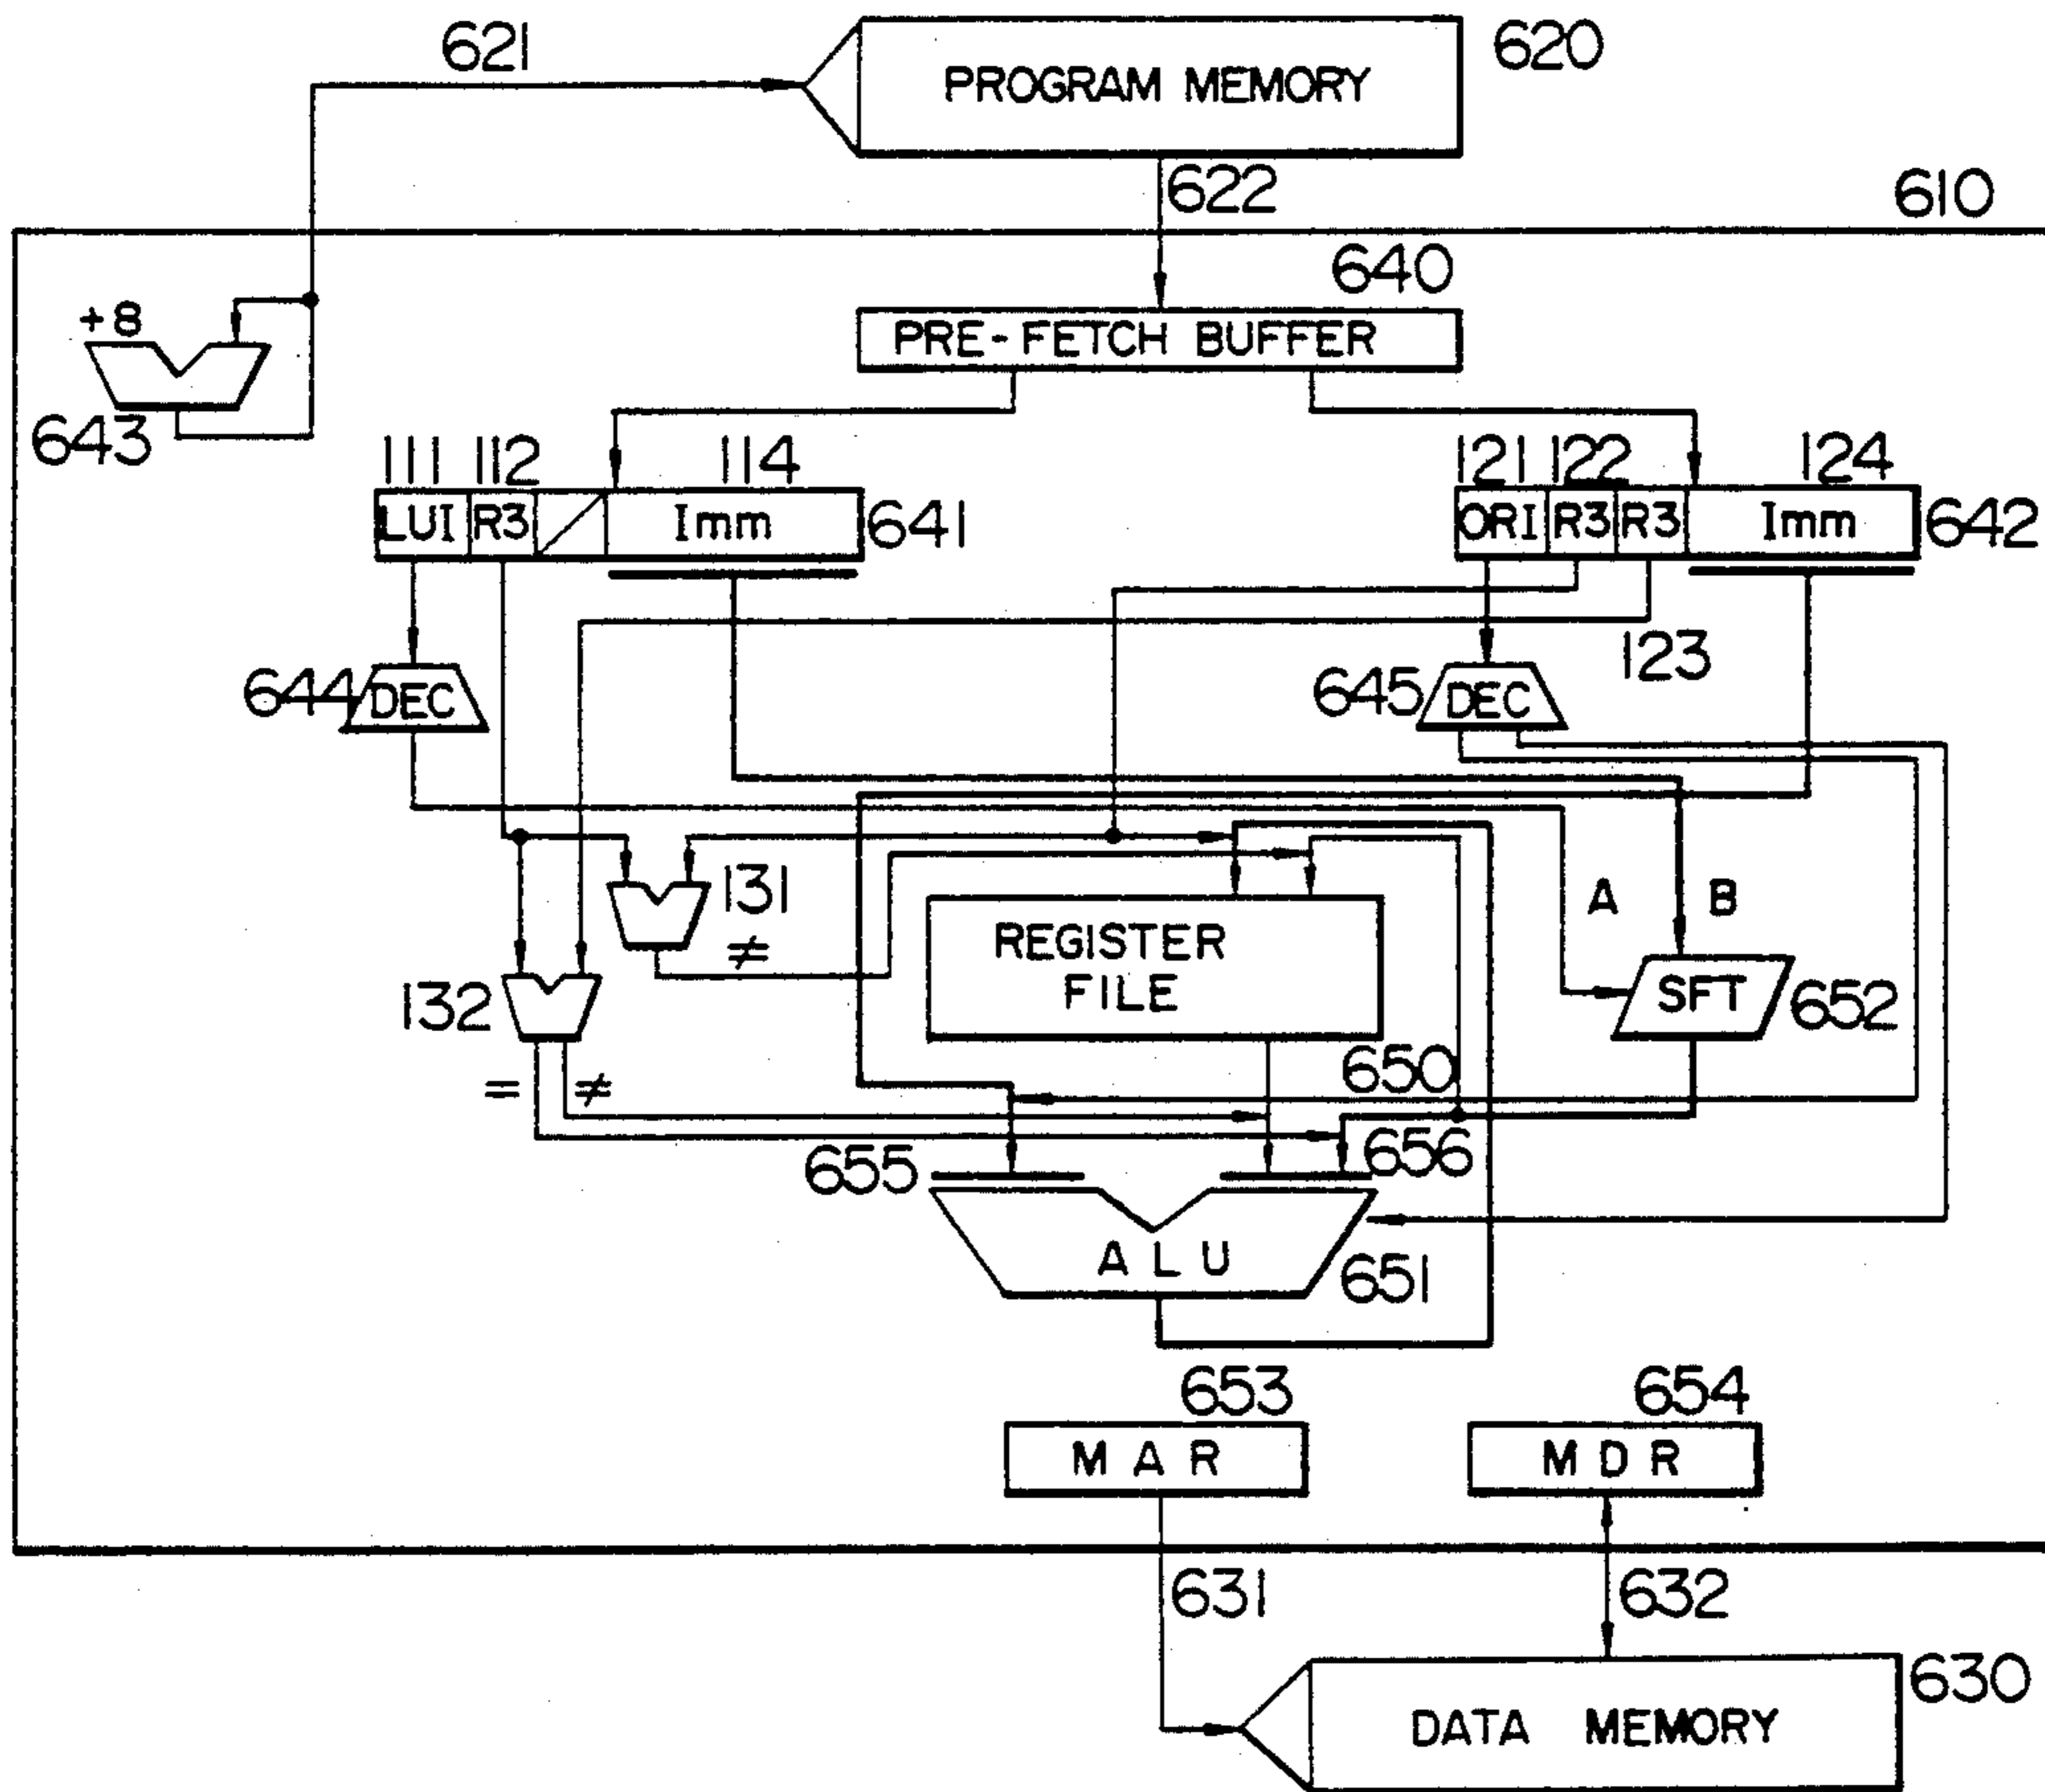 621
PROGRAM MEMORY
620
622
610
640
+8
PRE-FETCH BUFFER
643
111 112 114
121 122 124
LUI R3 Imm
641
ORI R3 R3 Imm
642
123
644
DEC
645
DEC
131
≠
A B
REGISTER
FILE
132
SFT
652
= ≠
650
655
656
ALU
651
653
654
MAR
MDR
631
632
630
DATA MEMORY